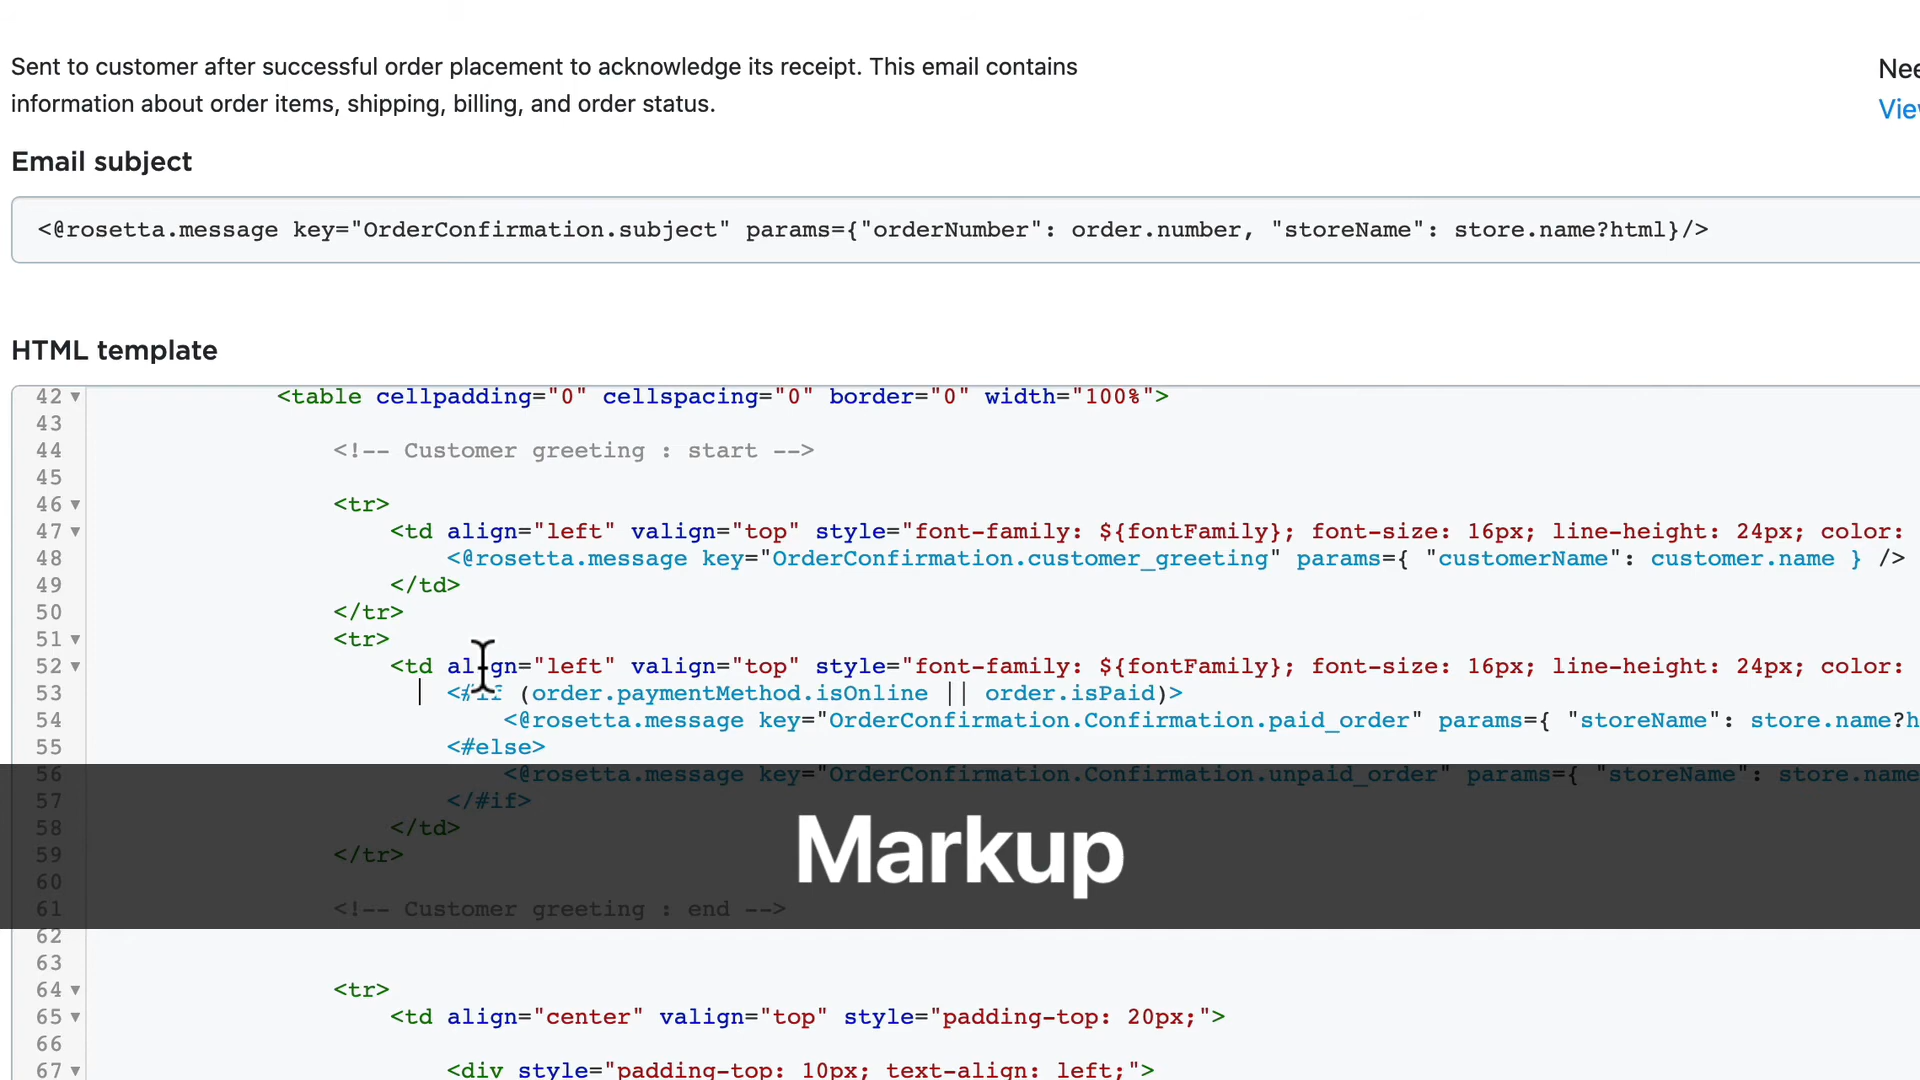 Sent to customer after successful order placement to acknowledge its receipt. This email contains
information about order items, shipping, billing, and order status.
Email subject
<@rosetta.message key="OrderConfirmation.subject" params={"orderNumber": order.number, "storeName": store.name?html}/>
HTML template
42 <table cellpadding="0" cellspacing="0" border="0" width="100%">
43
44 <!-- Customer greeting : start -->
45
46 <tr>
47 <td align="left" valign="top" style="font-family: ${fontFamily}; font-size: 16px; line-height: 24px; color:
48 <@rosetta.message key="OrderConfirmation.customer_greeting" params={ "customerName": customer.name } />
49 </td>
50 </tr>
51 <tr>
52 <td align="left" valign="top" style="font-family: ${fontFamily}; font-size: 16px; line-height: 24px; color:
53 <#if (order.paymentMethod.isOnline || order.isPaid)>
54 <@rosetta.message key="OrderConfirmation.Confirmation.paid_order" params={ "storeName": store.name?h
55 <#else>
56 <@rosetta.message key="OrderConfirmation.Confirmation.unpaid_order" params={ "storeName": store.name
57 </#if>
58 </td>
59 </tr>
60
61 <!-- Customer greeting : end -->
62
63
64 <tr>
65 <td align="center" valign="top" style="padding-top: 20px;">
66
67 <div style="padding-top: 10px; text-align: left;">
Markup